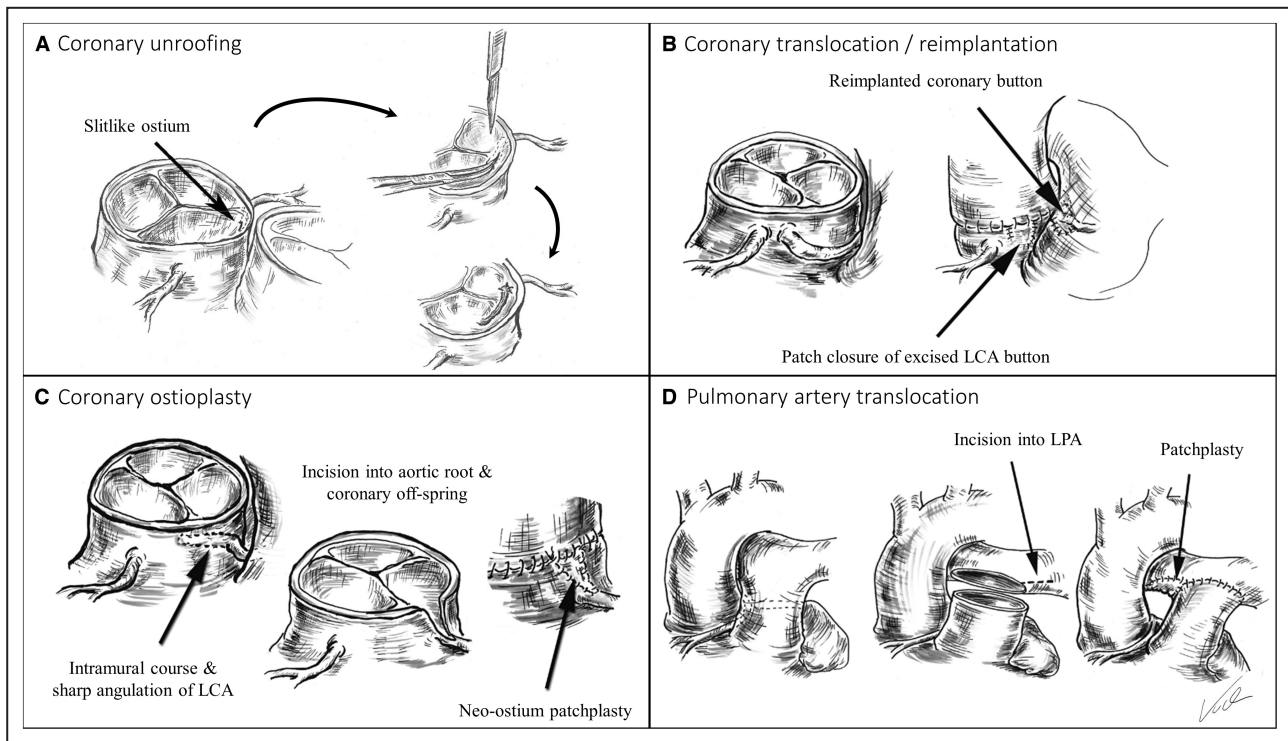 A Coronary unroofing
Slitlike ostium
B Coronary translocation / reimplantation
Reimplanted coronary button
Patch closure of excised LCA button
C Coronary ostioplasty
Incision into aortic root &
coronary off-spring
Intramural course &
sharp angulation of LCA
Neo-ostium patchplasty
D Pulmonary artery translocation
Incision into LPA
Patchplasty